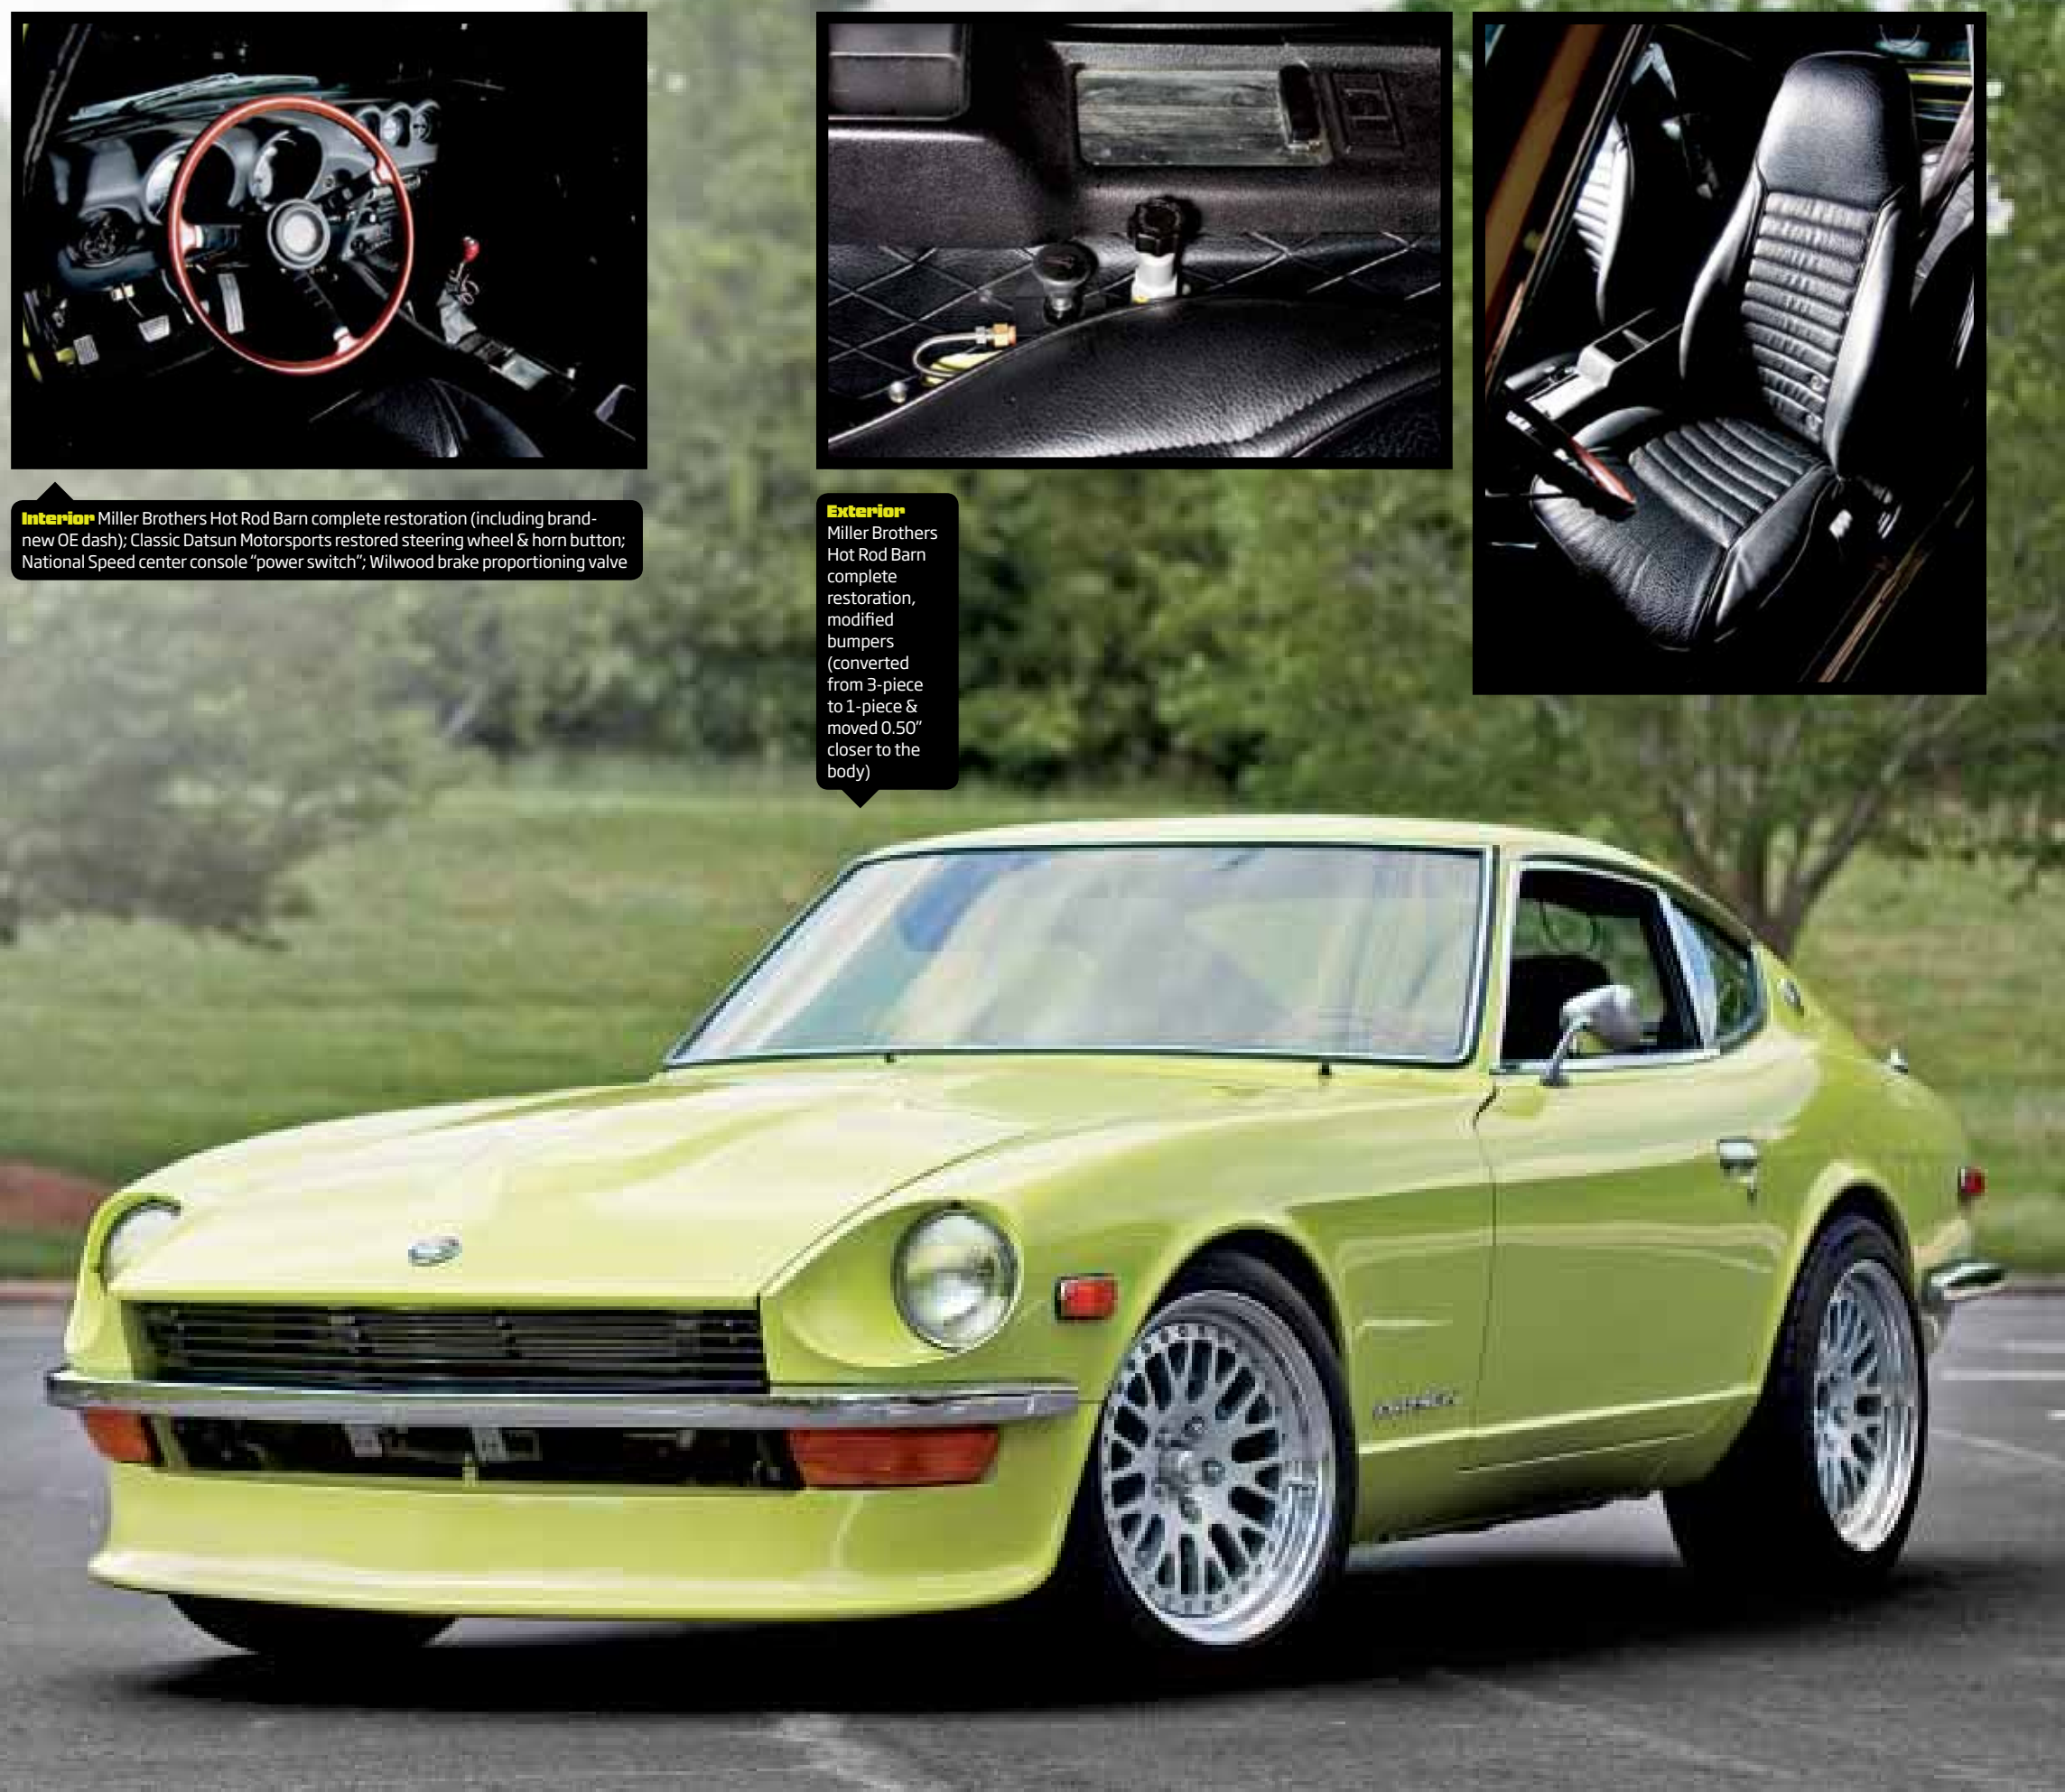 Interior Miller Brothers Hot Rod Barn complete restoration (including brand-
new OE dash); Classic Datsun Motorsports restored steering wheel & horn button;
National Speed center console “power switch”; Wilwood brake proportioning valve
Exterior
Miller Brothers
Hot Rod Barn
complete
restoration,
modified
bumpers
(converted
from 3-piece
to 1-piece &
moved 0.50”
closer to the
body)